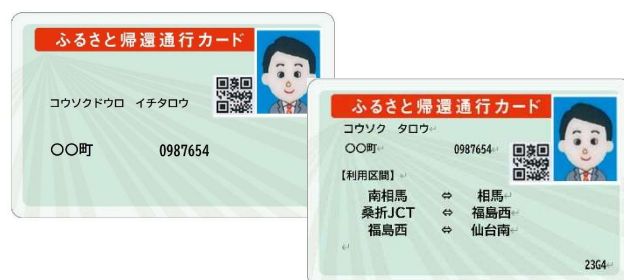 ふるさと帰還通行カード
コウソクドウロ イチタロウ
〇〇町 0987654
ふるさと帰還通行カード
コウソク タロウ↵
〇〇町↵ 0987654↵
【利用区間】↵
南相馬 ⇔ 相馬↵
桑折JCT ⇔ 福島西↵
福島西 ⇔ 仙台南↵
↵
23G4↵